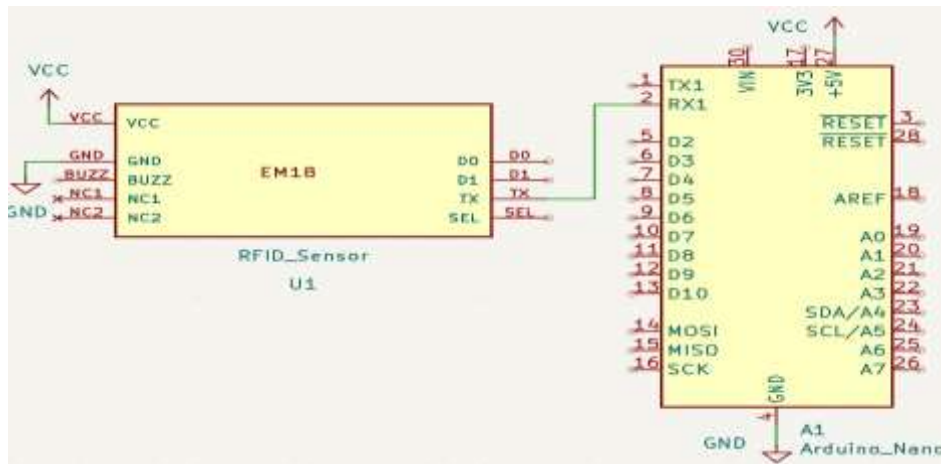 VCC
VCC VCC
GND GND
BUZZ BUZZ
NC1 NC1
NC2 NC2
GND
EM18
D0 D0
D1 D1
TX TX
SEL SEL
RFID_Sensor
U1
VCC
30 17 27
VIN 3V3 +5V
1 TX1
2 RX1
5 D2
6 D3
7 D4
8 D5
9 D6
10 D7
11 D8
12 D9
13 D10
14 MOSI
15 MISO
16 SCK
RESET 3
RESET 28
AREF 18
A0 19
A1 20
A2 21
A3 22
SDA/A4 23
SCL/A5 24
A6 25
A7 26
GND
4
GND
A1
Arduino_Nano